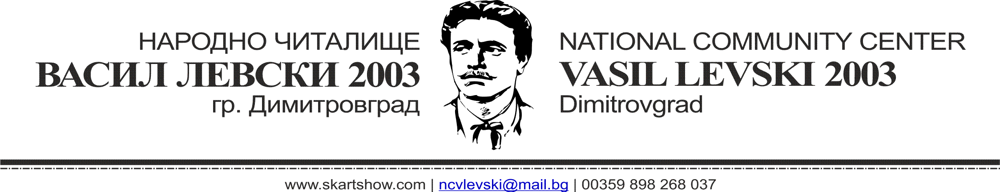 НАРОДНО ЧИТАЛИЩЕ
ВАСИЛ ЛЕВСКИ 2003
гр. Димитровград
NATIONAL COMMUNITY CENTER
VASIL LEVSKI 2003
Dimitrovgrad
www.skartshow.com | ncvlevski@mail.bg | 00359 898 268 037